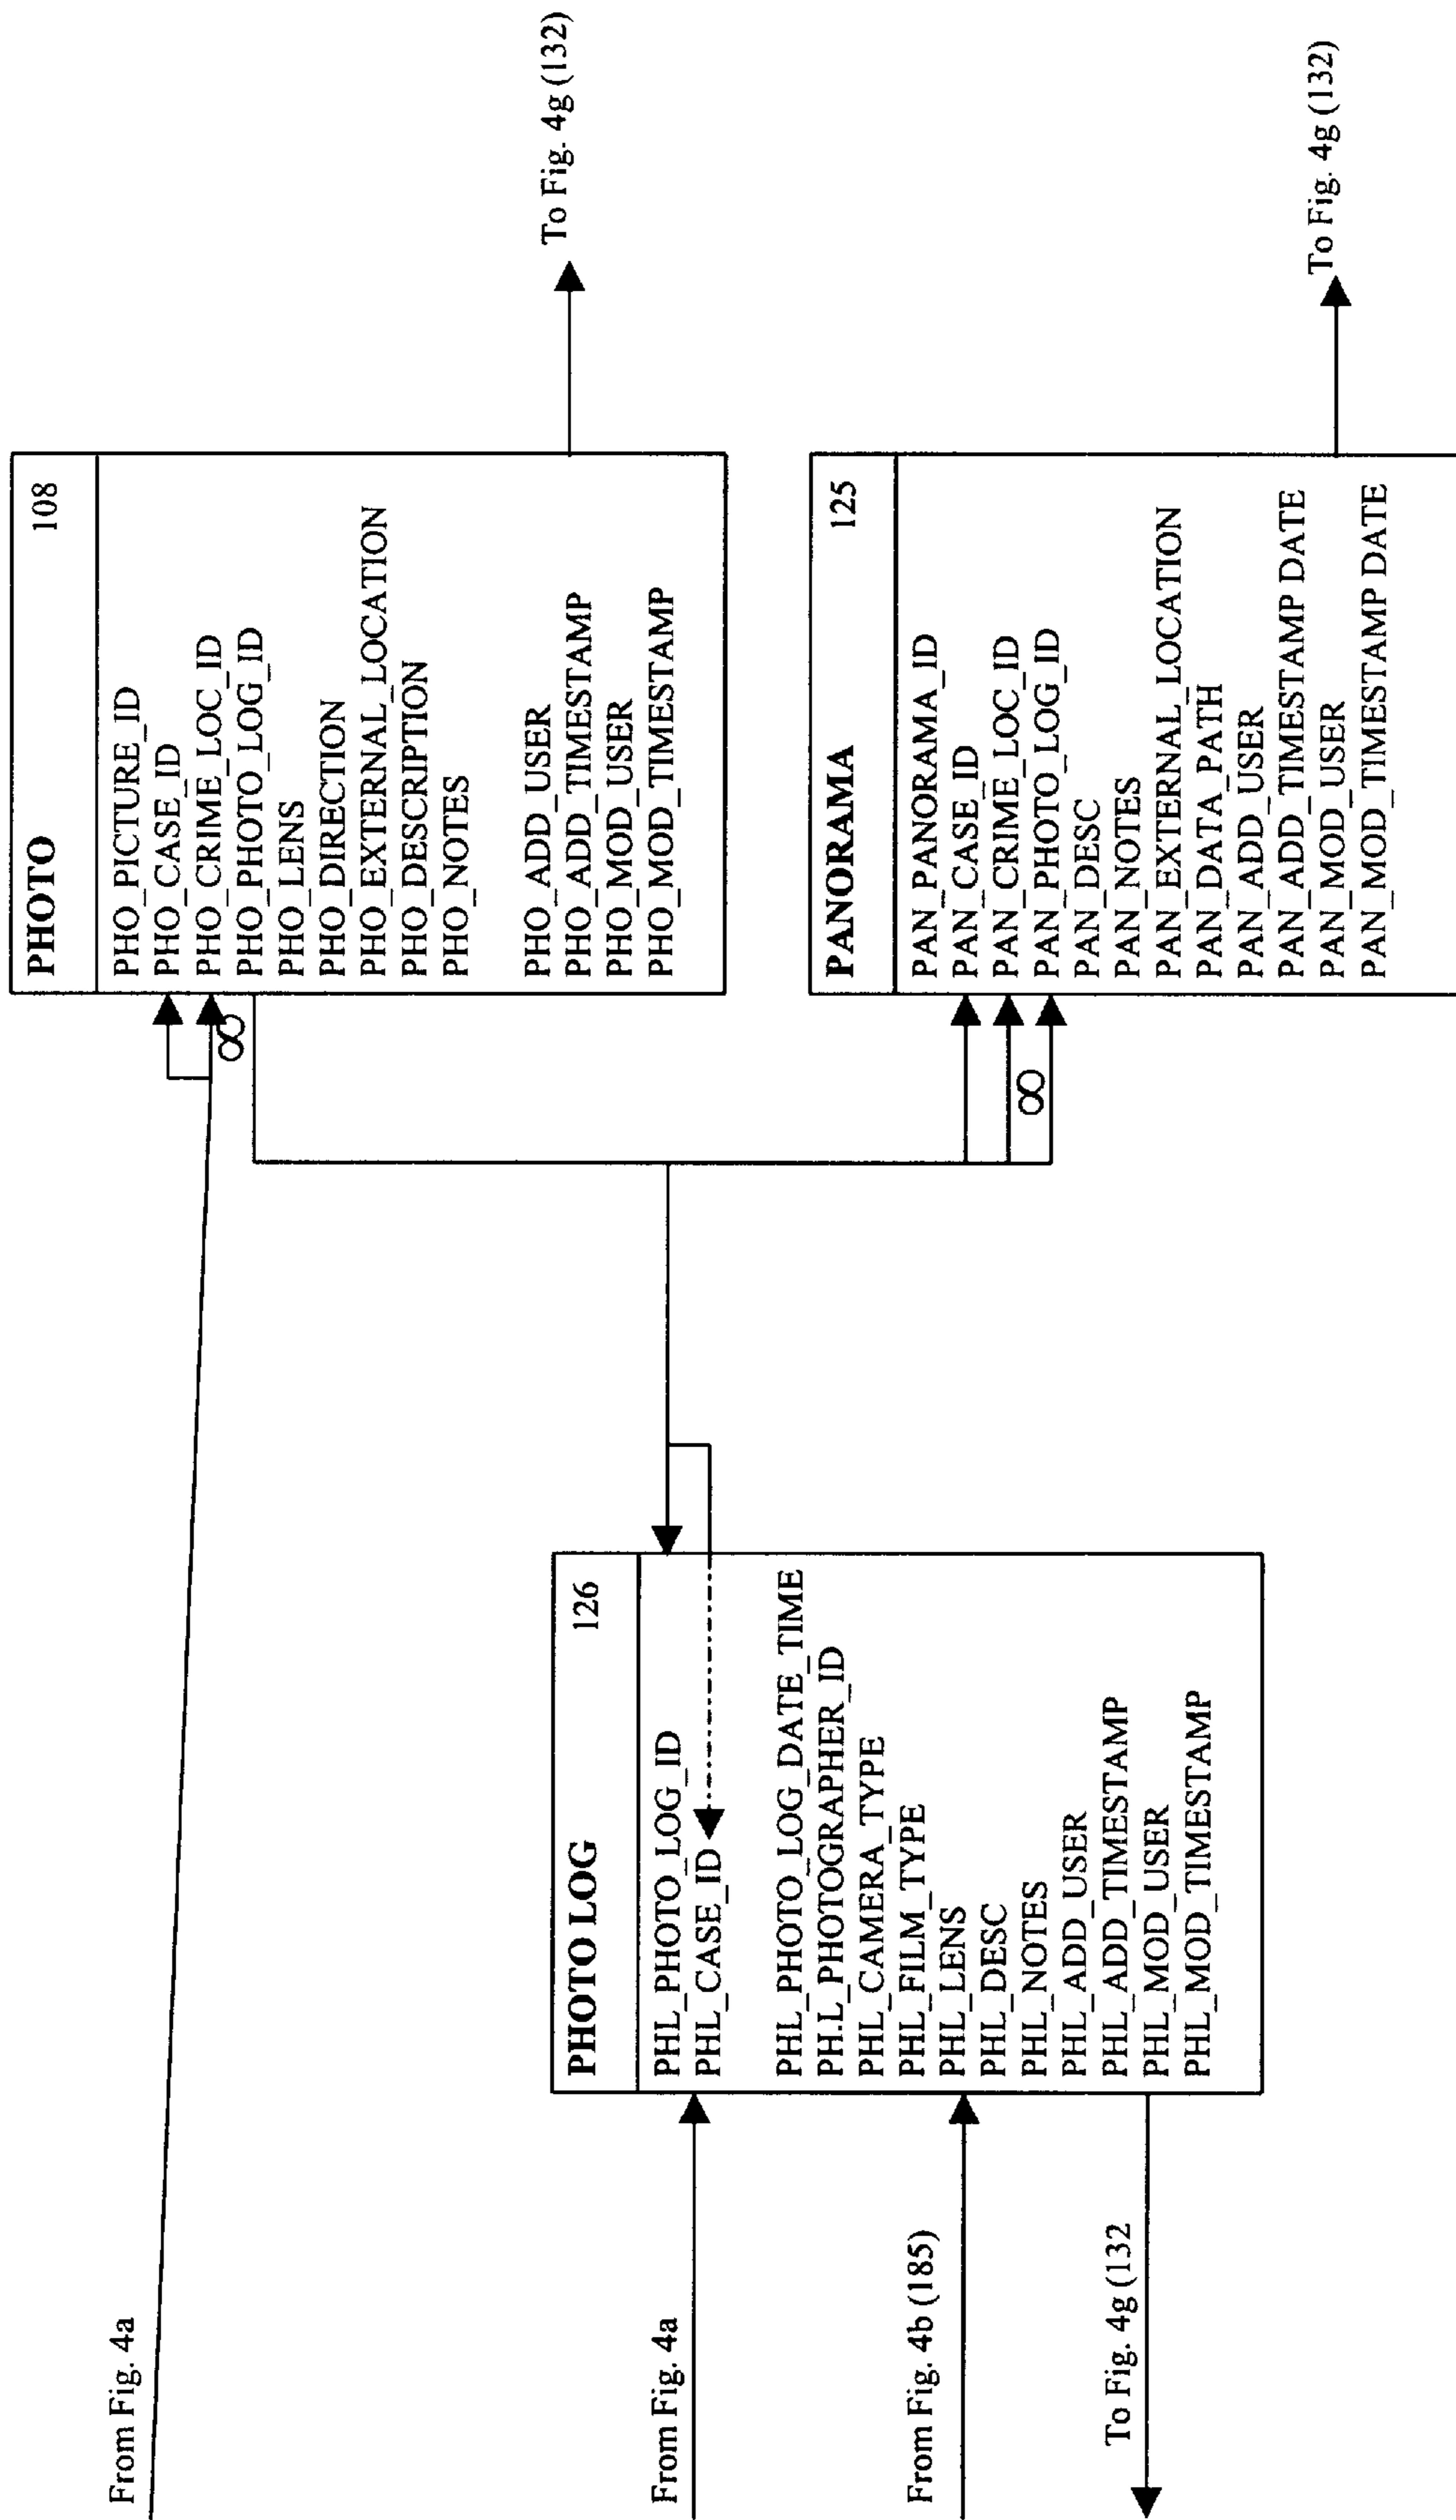 From Fig. 4a
From Fig. 4a
From Fig. 4b (185)
To Fig. 4g (132
PHOTO LOG 126
PHL_PHOTO_LOG_ID
PHL_CASE_ID
PHL_PHOTO_LOG_DATE_TIME
PH.L_PHOTOGRAPHER_ID
PHL_CAMERA_TYPE
PHL_FILM_TYPE
PHL_LENS
PHL_DESC
PHL_NOTES
PHL_ADD_USER
PHL_ADD_TIMESTAMP
PHL_MOD_USER
PHL_MOD_TIMESTAMP
∞
∞
PHOTO 108
PHO_PICTURE_ID
PHO_CASE_ID
PHO_CRIME_LOC_ID
PHO_PHOTO_LOG_ID
PHO_LENS
PHO_DIRECTION
PHO_EXTERNAL_LOCATION
PHO_DESCRIPTION
PHO_NOTES
PHO_ADD_USER
PHO_ADD_TIMESTAMP
PHO_MOD_USER
PHO_MOD_TIMESTAMP
PANORAMA 125
PAN_PANORAMA_ID
PAN_CASE_ID
PAN_CRIME_LOC_ID
PAN_PHOTO_LOG_ID
PAN_DESC
PAN_NOTES
PAN_EXTERNAL_LOCATION
PAN_DATA_PATH
PAN_ADD_USER
PAN_ADD_TIMESTAMP DATE
PAN_MOD_USER
PAN_MOD_TIMESTAMP DATE
To Fig. 4g (132)
To Fig. 4g (132)